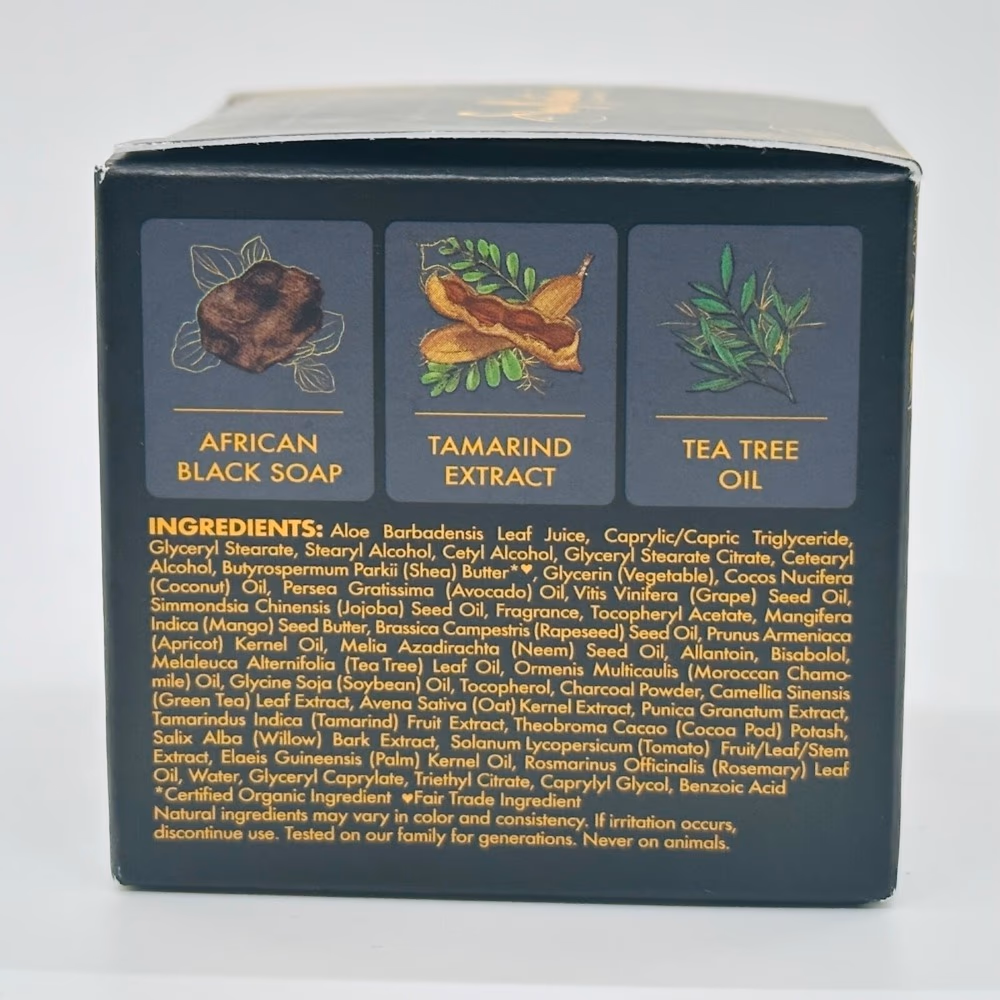 AFRICAN
BLACK SOAP
TAMARIND
EXTRACT
TEA TREE
OIL
INGREDIENTS: Aloe Barbadensis Leaf Juice, Caprylic/Capric Triglyceride,
Glyceryl Stearate, Stearyl Alcohol, Cetyl Alcohol, Glyceryl Stearate Citrate, Cetearyl
Alcohol, Butyrospermum Parkii (Shea) Butter*♥, Glycerin (Vegetable), Cocos Nucifera
(Coconut) Oil, Persea Gratissima (Avocado) Oil, Vitis Vinifera (Grape) Seed Oil,
Simmondsia Chinensis (Jojoba) Seed Oil, Fragrance, Tocopheryl Acetate, Mangifera
Indica (Mango) Seed Butter, Brassica Campestris (Rapeseed) Seed Oil, Prunus Armeniaca
(Apricot) Kernel Oil, Melia Azadirachta (Neem) Seed Oil, Allantoin, Bisabolol,
Melaleuca Alternifolia (Tea Tree) Leaf Oil, Ormenis Multicaulis (Moroccan Chamo-
mile) Oil, Glycine Soja (Soybean) Oil, Tocopherol, Charcoal Powder, Camellia Sinensis
(Green Tea) Leaf Extract, Avena Sativa (Oat) Kernel Extract, Punica Granatum Extract,
Tamarindus Indica (Tamarind) Fruit Extract, Theobroma Cacao (Cocoa Pod) Potash,
Salix Alba (Willow) Bark Extract, Solanum Lycopersicum (Tomato) Fruit/Leaf/Stem
Extract, Elaeis Guineensis (Palm) Kernel Oil, Rosmarinus Officinalis (Rosemary) Leaf
Oil, Water, Glyceryl Caprylate, Triethyl Citrate, Caprylyl Glycol, Benzoic Acid
*Certified Organic Ingredient ♥Fair Trade Ingredient
Natural ingredients may vary in color and consistency. If irritation occurs,
discontinue use. Tested on our family for generations. Never on animals.